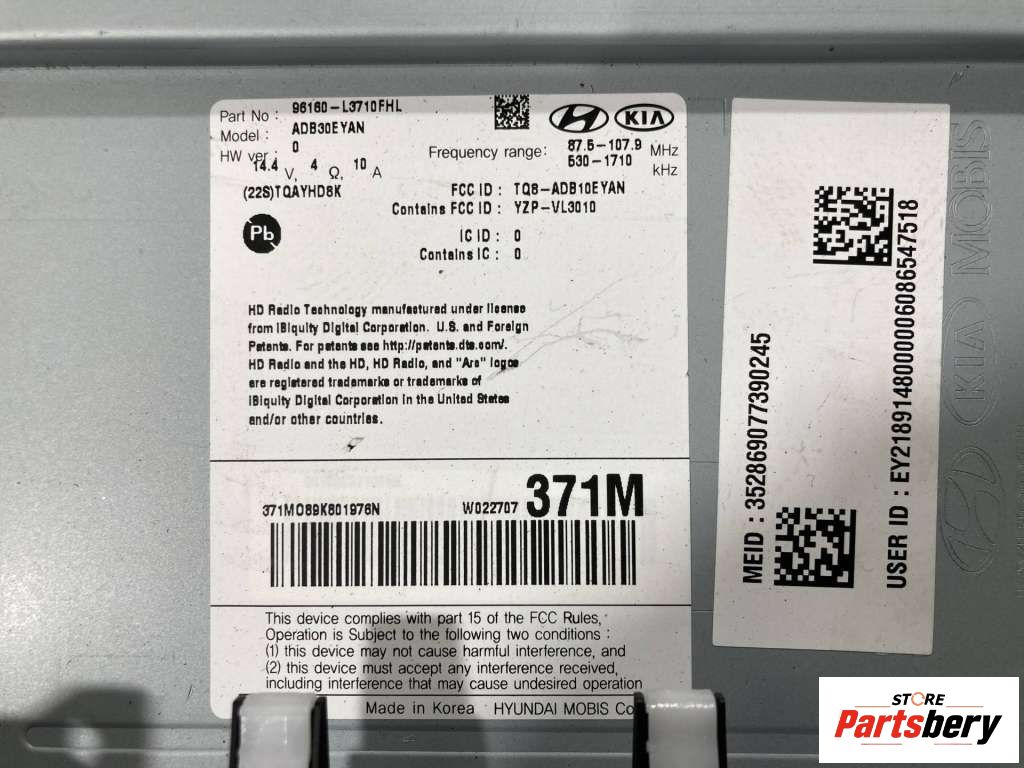 Part No : 96160-L3710FHL
Model : ADB30EYAN
HW ver : 0
14.4 V, 4 Ω, 10 A
(22S)TQAYHD8K
Pb
KIA
Frequency range: 87.5-107.9 MHz
530-1710 kHz
FCC ID : TQ8-ADB10EYAN
Contains FCC ID : YZP-VL3010
IC ID : 0
Contains IC : 0
HD Radio Technology manufactured under license
from iBiquity Digital Corporation. U.S. and Foreign
Patents. For patents see http://patents.dts.com/.
HD Radio and the HD, HD Radio, and "Arc" logos
are registered trademarks or trademarks of
iBiquity Digital Corporation in the United States
and/or other countries.
371MO89K601976N W022707 371M
This device complies with part 15 of the FCC Rules,
Operation is Subject to the following two conditions :
(1) this device may not cause harmful interference, and
(2) this device must accept any interference received,
including interference that may cause undesired operation
Made in Korea HYUNDAI MOBIS Co
MEID : 352869077390245
USER ID : EY2189148000006086547518
KIA MOBIS
STORE
Partsbery